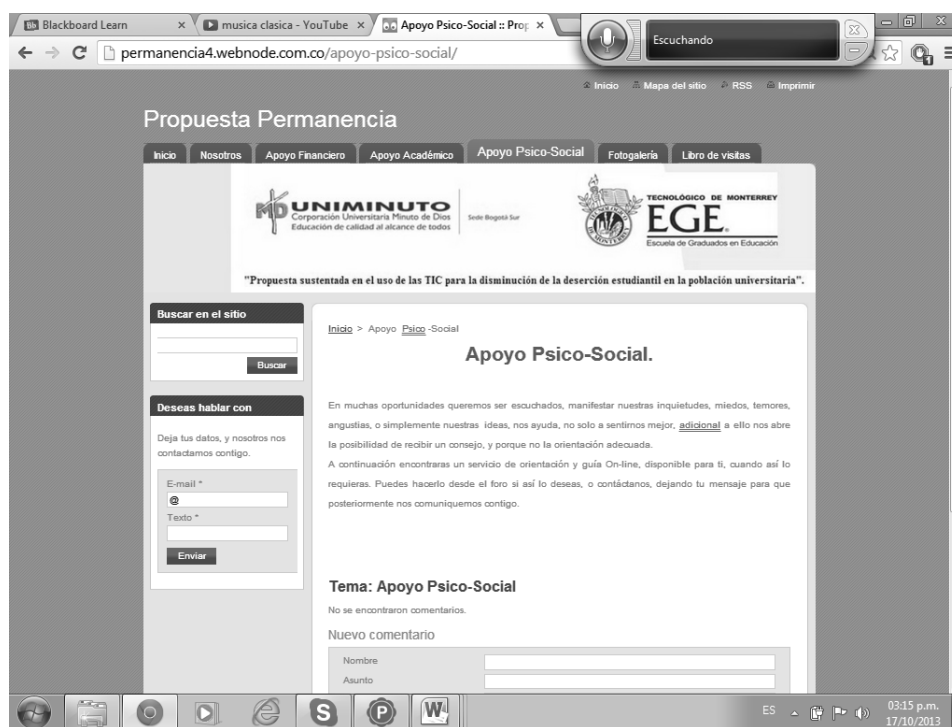 Blackboard Learn
musica clasica - YouTube
Apoyo Psico-Social :: Prop
Escuchando
permanencia4.webnode.com.co/apoyo-psico-social/
Inicio Mapa del sitio RSS Imprimir
Propuesta Permanencia
Inicio Nosotros Apoyo Financiero Apoyo Académico Apoyo Psico-Social Fotogalería Libro de visitas
UNIMINUTO
Corporación Universitaria Minuto de Dios
Educación de calidad al alcance de todos
Sede Bogotá Sur
TECNOLÓGICO DE MONTERREY
EGE.
Escuela de Graduados en Educación
"Propuesta sustentada en el uso de las TIC para la disminución de la deserción estudiantil en la población universitaria".
Buscar en el sitio
Buscar
Deseas hablar con
Deja tus datos, y nosotros nos
contactamos contigo.
E-mail *
@
Texto *
Enviar
Inicio > Apoyo Psico -Social
Apoyo Psico-Social.
En muchas oportunidades queremos ser escuchados, manifestar nuestras inquietudes, miedos, temores,
angustias, o simplemente nuestras ideas, nos ayuda, no solo a sentirnos mejor, adicional a ello nos abre
la posibilidad de recibir un consejo, y porque no la orientación adecuada.
A continuación encontraras un servicio de orientación y guía On-line, disponible para ti, cuando así lo
requieras. Puedes hacerlo desde el foro si así lo deseas, o contáctanos, dejando tu mensaje para que
posteriormente nos comuniquemos contigo.
Tema: Apoyo Psico-Social
No se encontraron comentarios.
Nuevo comentario
Nombre
Asunto
ES
03:15 p.m.
17/10/2013